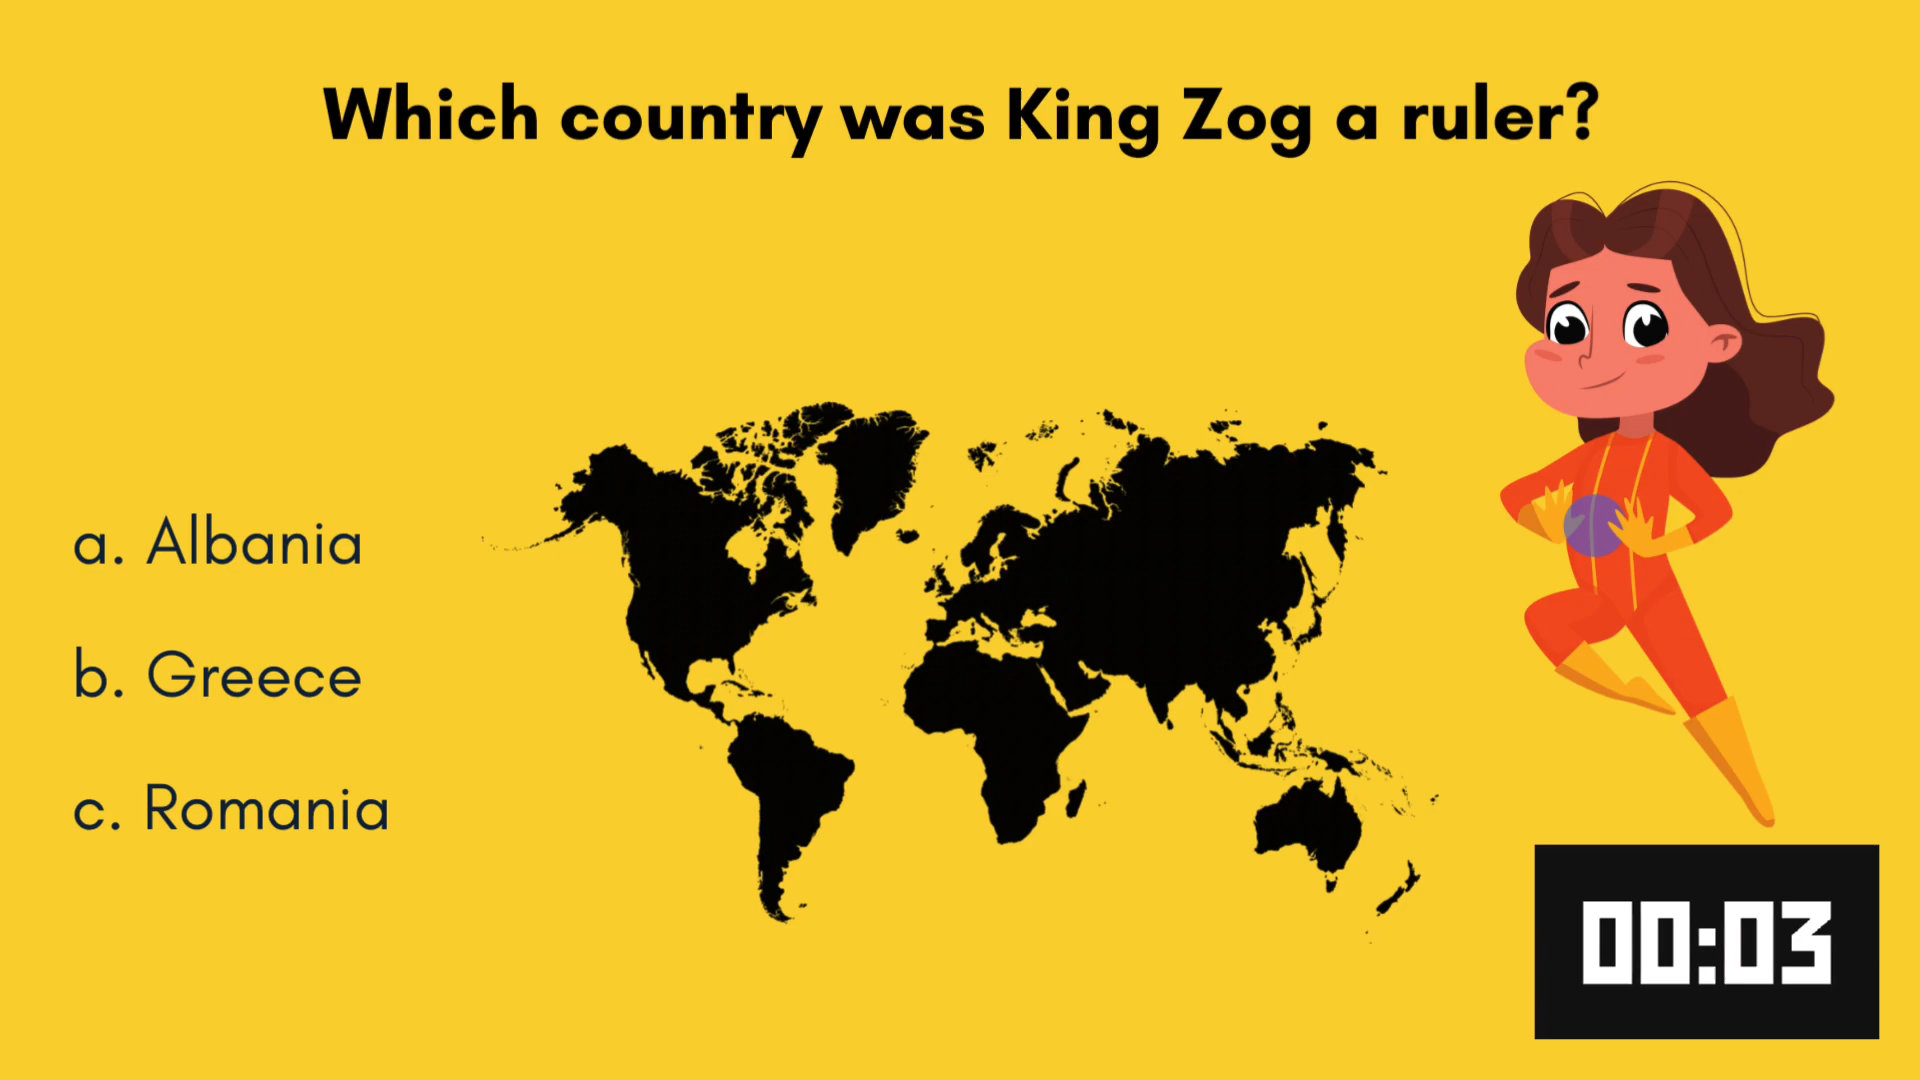 Which country was King Zog a ruler?
a. Albania
b. Greece
c. Romania
00:03